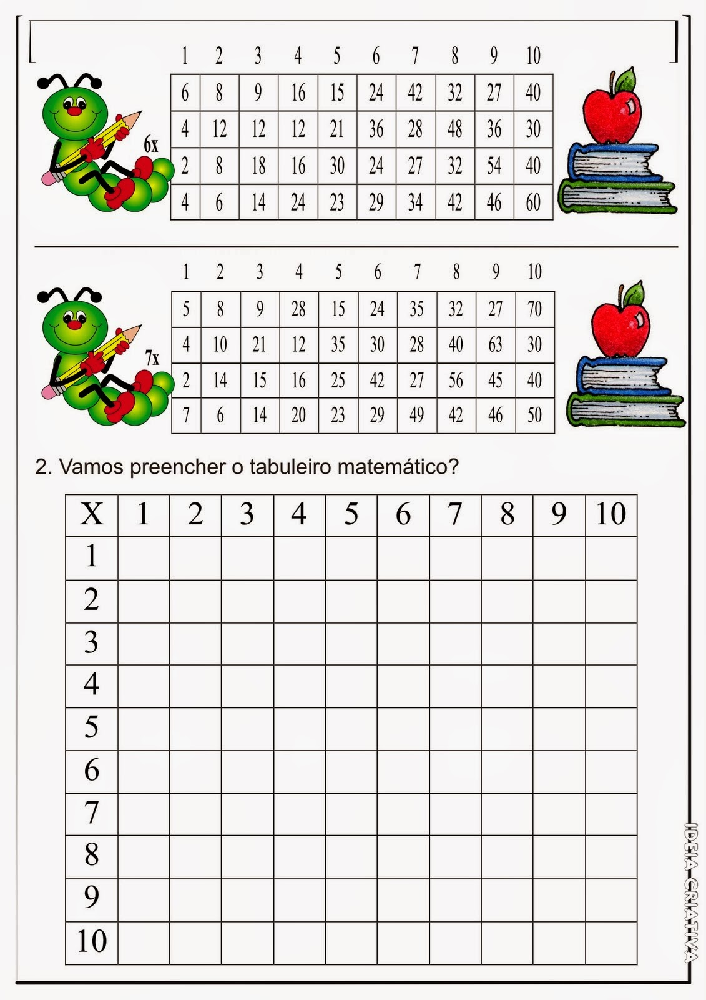 1 2 3 4 5 6 7 8 9 10
6 8 9 16 15 24 42 32 27 40
4 12 12 12 21 36 28 48 36 30
6x
2 8 18 16 30 24 27 32 54 40
4 6 14 24 23 29 34 42 46 60
1 2 3 4 5 6 7 8 9 10
5 8 9 28 15 24 35 32 27 70
4 10 21 12 35 30 28 40 63 30
7x
2 14 15 16 25 42 27 56 45 40
7 6 14 20 23 29 49 42 46 50
2. Vamos preencher o tabuleiro matemático?
X 1 2 3 4 5 6 7 8 9 10
1
2
3
4
5
6
7
8
9
10
IDEIA CRIATIVA